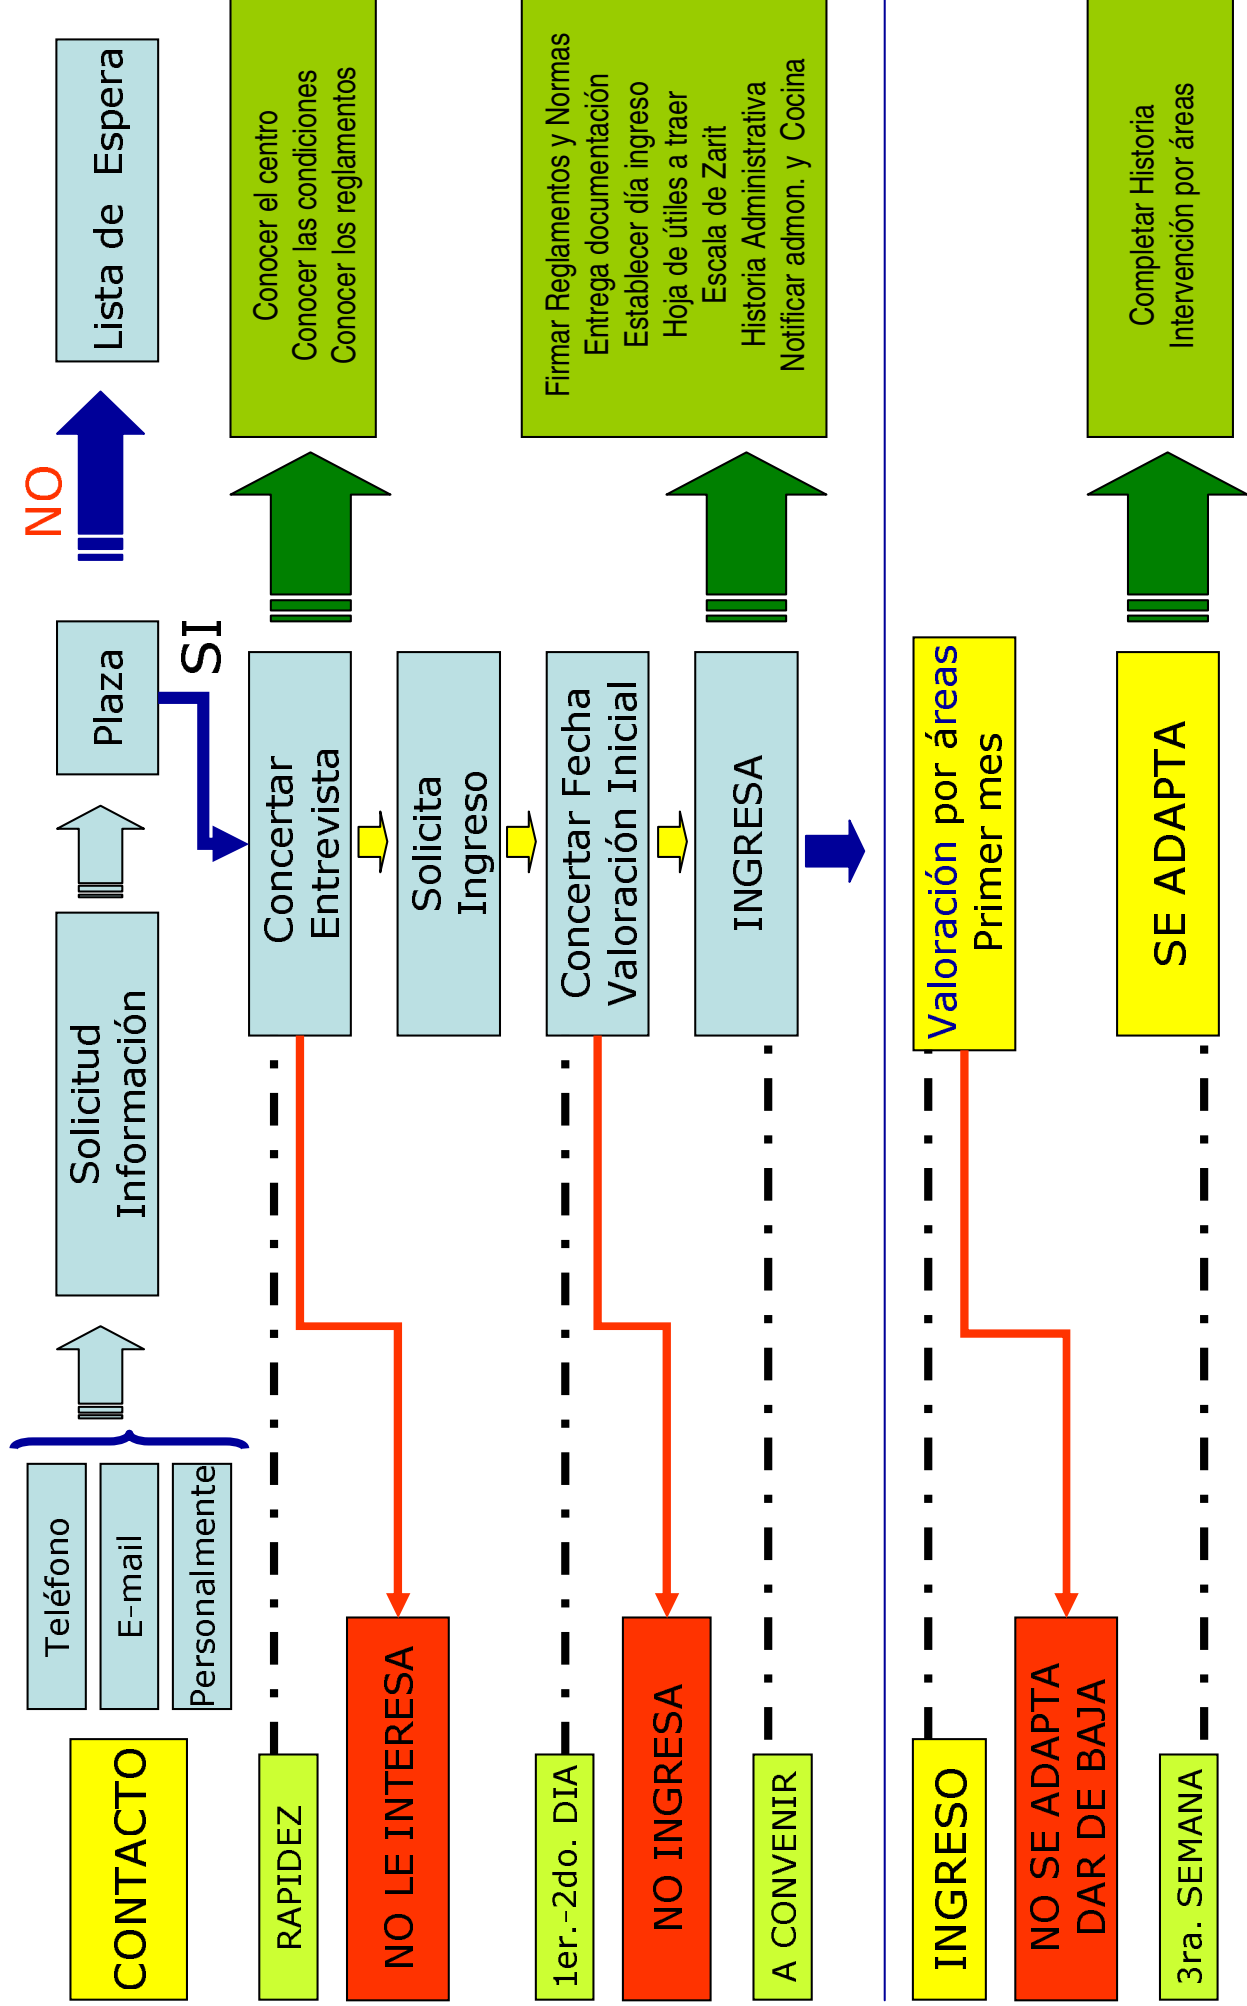 CONTACTO
Teléfono
E-mail
Personalmente
Solicitud
Información
Plaza
NO
Lista de Espera
SI
RAPIDEZ
Concertar
Entrevista
Conocer el centro
Conocer las condiciones
Conocer los reglamentos
NO LE INTERESA
Solicita
Ingreso
1er.-2do. DIA
Concertar Fecha
Valoración Inicial
Firmar Reglamentos y Normas
Entrega documentación
Establecer día ingreso
Hoja de útiles a traer
Escala de Zarit
Historia Administrativa
Notificar admon. y Cocina
NO INGRESA
A CONVENIR
INGRESA
INGRESO
Valoración por áreas
Primer mes
NO SE ADAPTA
DAR DE BAJA
3ra. SEMANA
SE ADAPTA
Completar Historia
Intervención por áreas